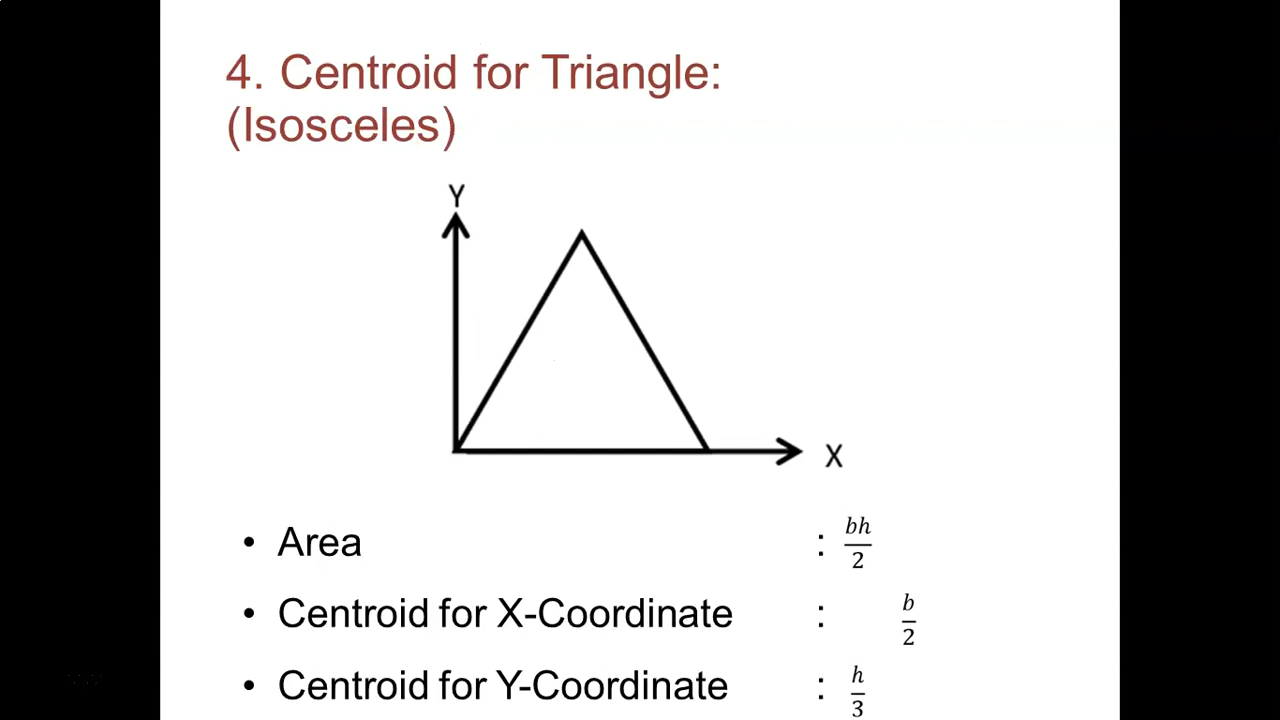 4. Centroid for Triangle:
(Isosceles)
Y
X
• Area : bh/2
• Centroid for X-Coordinate : b/2
• Centroid for Y-Coordinate : h/3